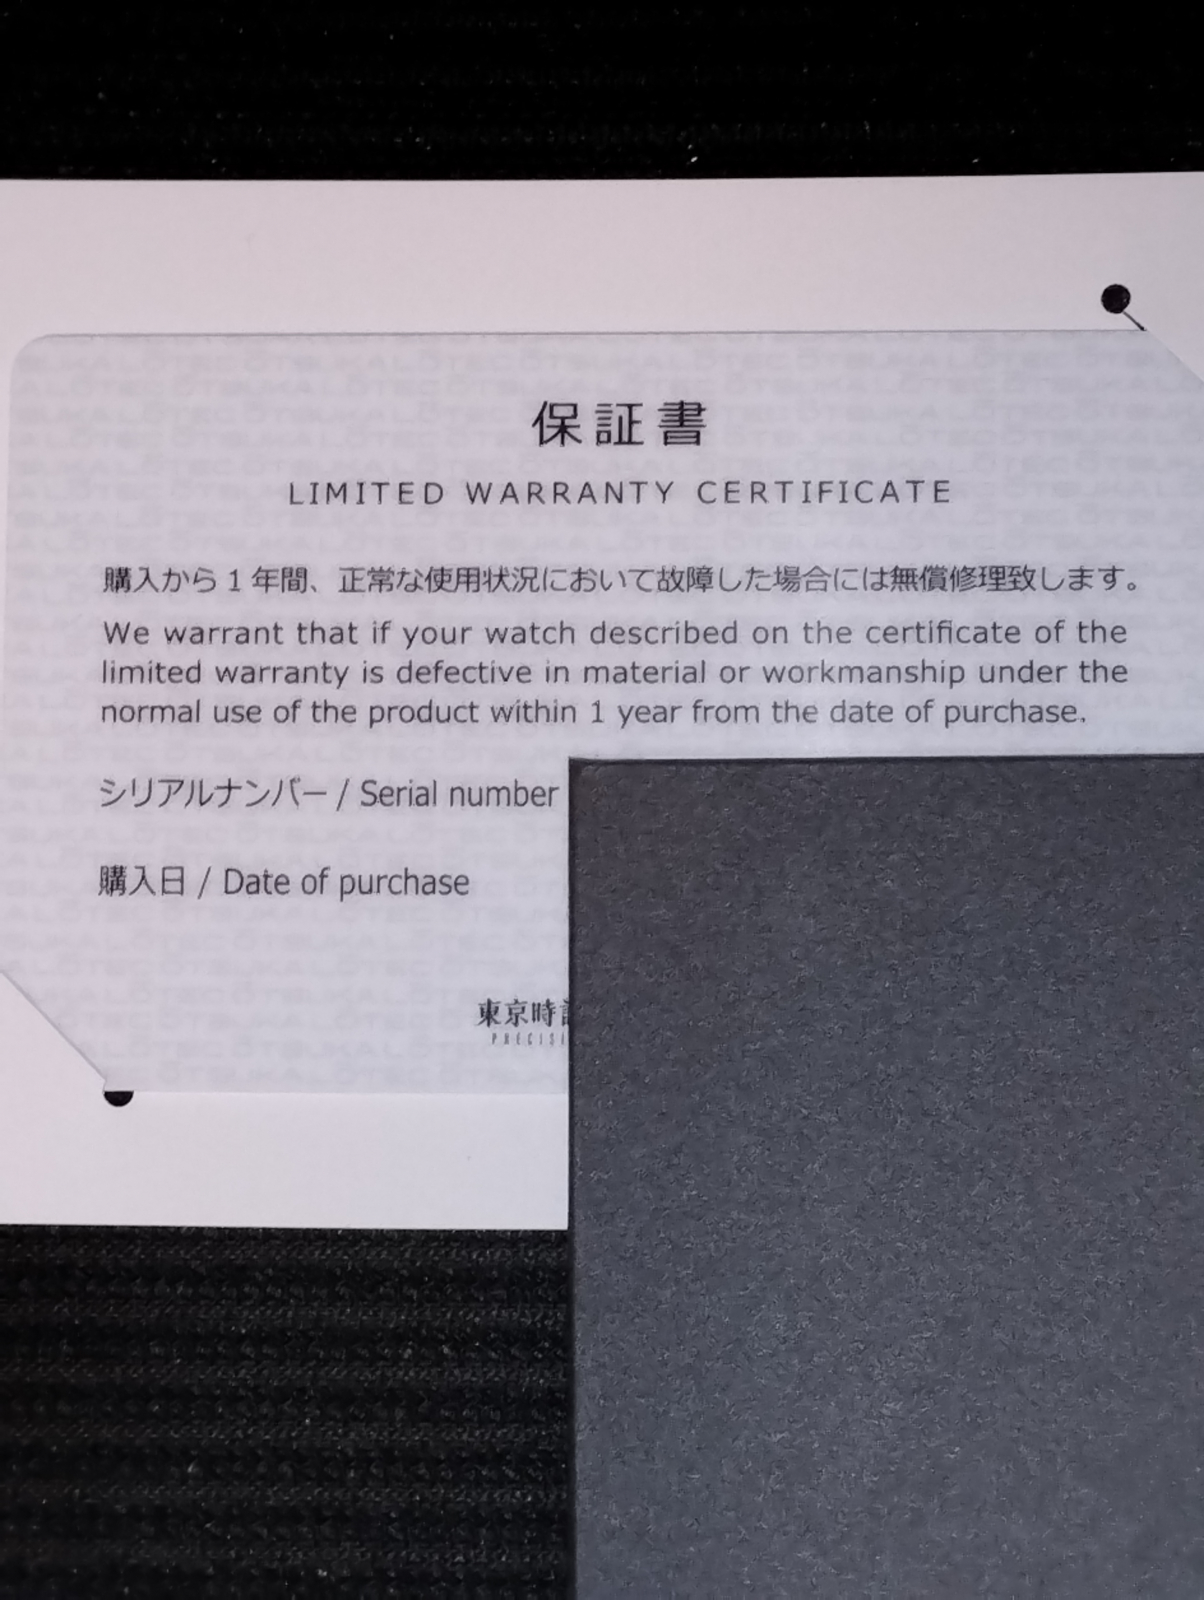 保証書
LIMITED WARRANTY CERTIFICATE
購入から1年間、正常な使用状況において故障した場合には無償修理致します。
We warrant that if your watch described on the certificate of the
limited warranty is defective in material or workmanship under the
normal use of the product within 1 year from the date of purchase.
シリアルナンバー / Serial number
購入日 / Date of purchase
東京時